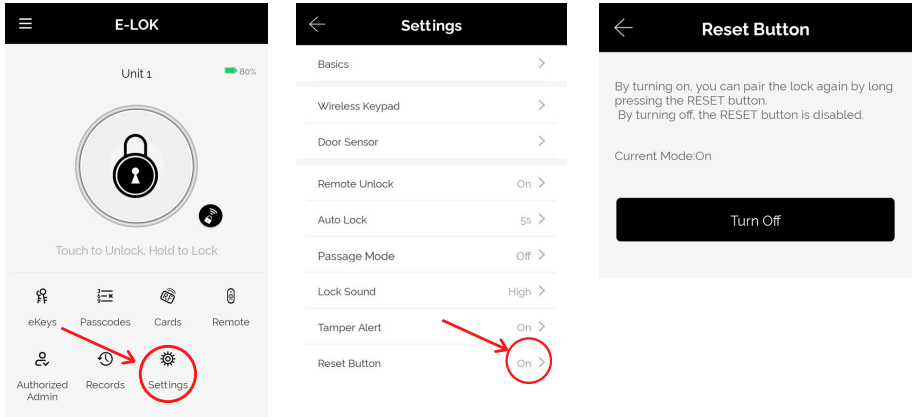 E-LOK
Unit 1
80%
Touch to Unlock, Hold to Lock
eKeys
Passcodes
Cards
Remote
Authorized
Admin
Records
Settings
Settings
Basics
Wireless Keypad
Door Sensor
Remote Unlock On
Auto Lock 5s
Passage Mode Off
Lock Sound High
Tamper Alert On
Reset Button On
Reset Button
By turning on, you can pair the lock again by long
pressing the RESET button.
By turning off, the RESET button is disabled.
Current Mode:On
Turn Off